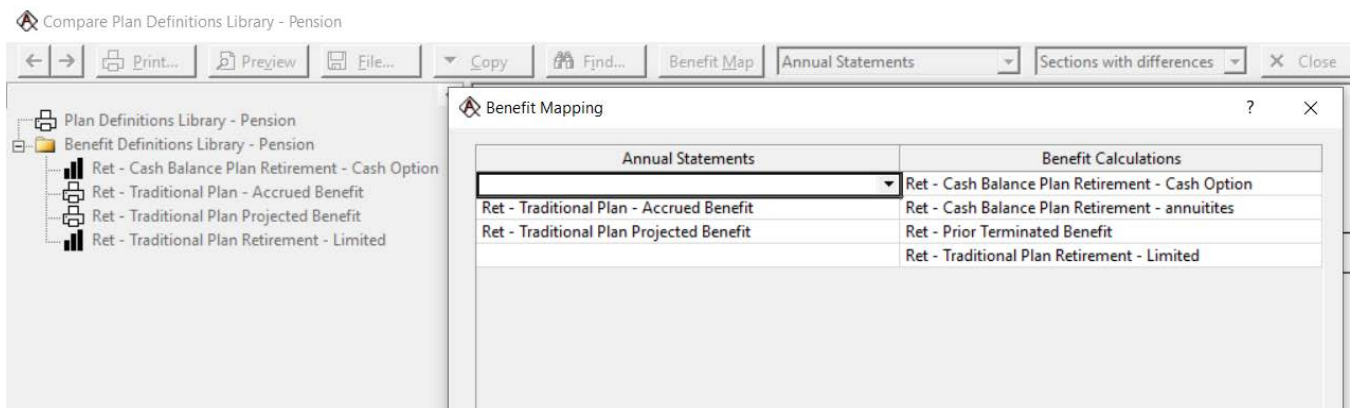 Compare Plan Definitions Library - Pension
Print... Preview File... Copy Find... Benefit Map Annual Statements Sections with differences Close
Plan Definitions Library - Pension
Benefit Definitions Library - Pension
Ret - Cash Balance Plan Retirement - Cash Option
Ret - Traditional Plan - Accrued Benefit
Ret - Traditional Plan Projected Benefit
Ret - Traditional Plan Retirement - Limited
Benefit Mapping ?
Annual Statements Benefit Calculations
Ret - Cash Balance Plan Retirement - Cash Option
Ret - Traditional Plan - Accrued Benefit Ret - Cash Balance Plan Retirement - annuitites
Ret - Traditional Plan Projected Benefit Ret - Prior Terminated Benefit
Ret - Traditional Plan Retirement - Limited